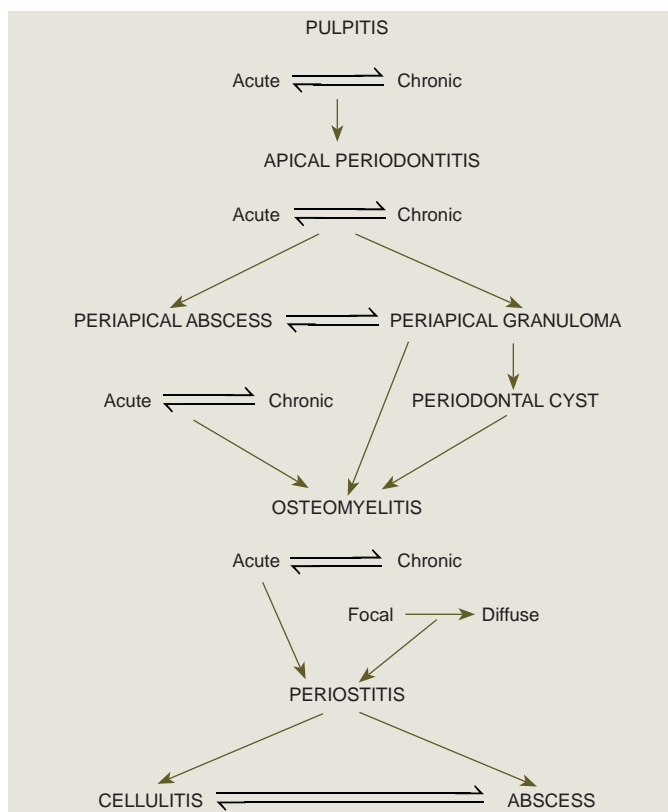 PULPITIS
Acute Chronic
APICAL PERIODONTITIS
Acute Chronic
PERIAPICAL ABSCESS PERIAPICAL GRANULOMA
Acute Chronic PERIODONTAL CYST
OSTEOMYELITIS
Acute Chronic
Focal Diffuse
PERIOSTITIS
CELLULITIS ABSCESS